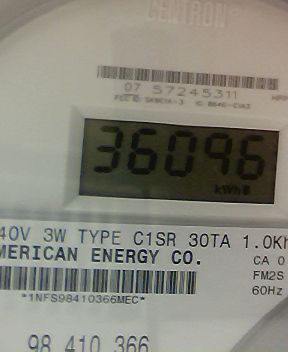 CENTRON®
07 57245311
36096
kWh
40V 3W TYPE C1SR 30TA 1.0Kh
MERICAN ENERGY CO.
CA 0
FM2S
60Hz
*1NFS98410366MEC*
98 410 366